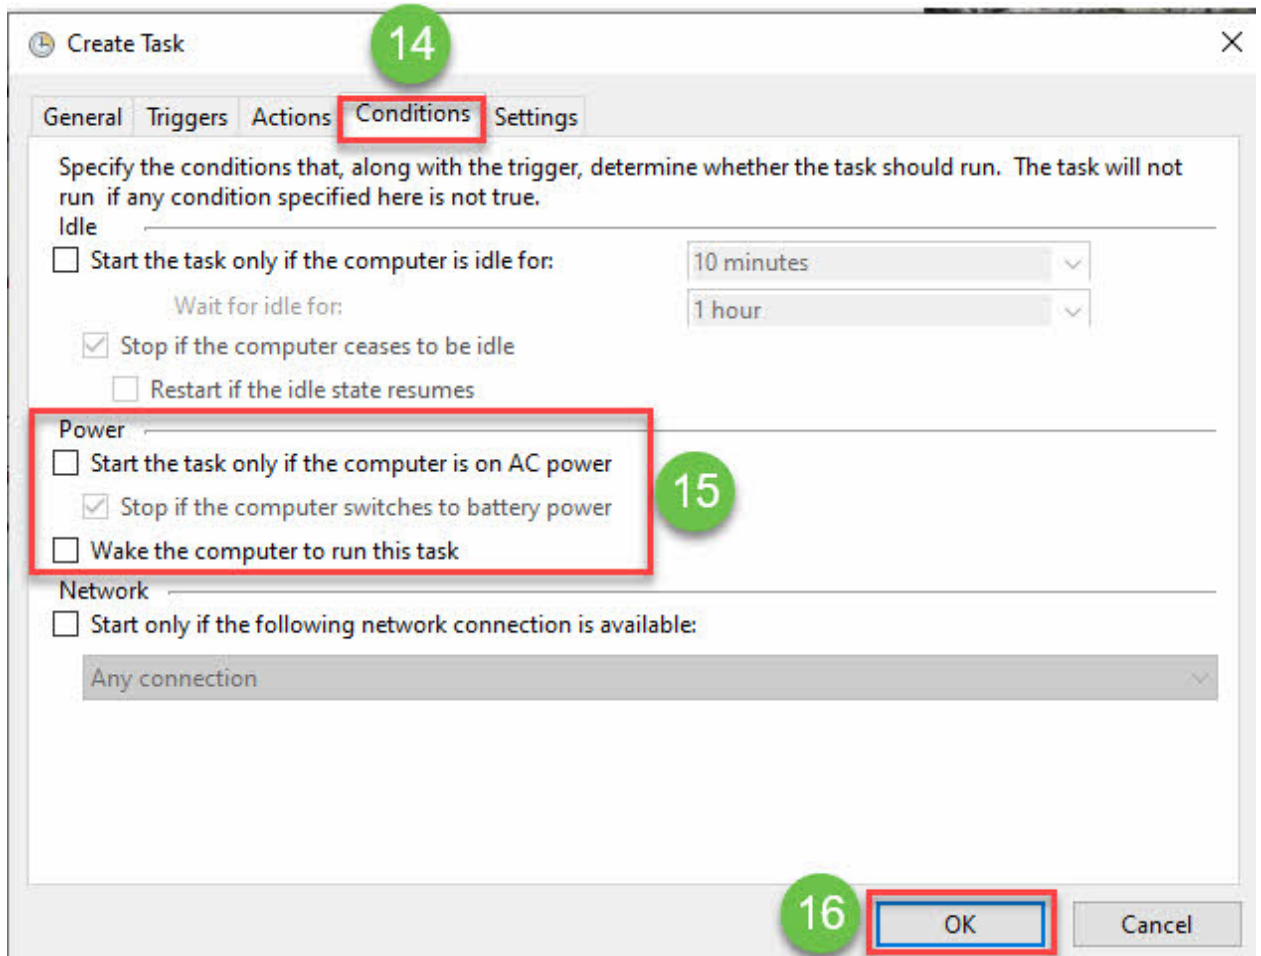 Create Task
14
General Triggers Actions Conditions Settings
Specify the conditions that, along with the trigger, determine whether the task should run.  The task will not
run  if any condition specified here is not true.
Idle
Start the task only if the computer is idle for: 10 minutes
Wait for idle for: 1 hour
Stop if the computer ceases to be idle
Restart if the idle state resumes
Power
Start the task only if the computer is on AC power
15
Stop if the computer switches to battery power
Wake the computer to run this task
Network
Start only if the following network connection is available:
Any connection
16
OK Cancel